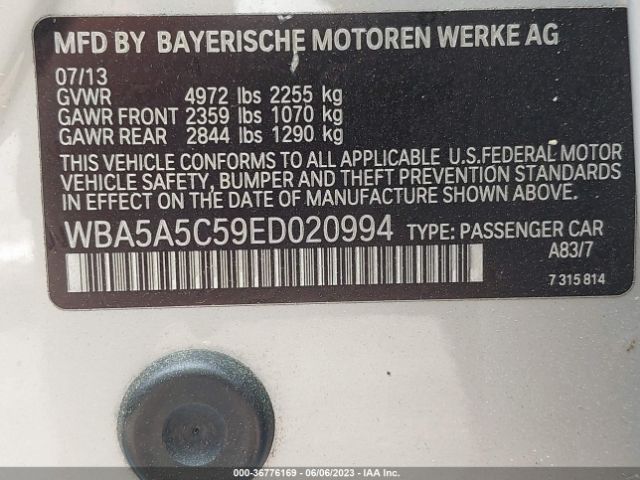 MFD BY BAYERISCHE MOTOREN WERKE AG
07/13
GVWR 4972 lbs 2255 kg
GAWR FRONT 2359 lbs 1070 kg
GAWR REAR 2844 lbs 1290 kg
THIS VEHICLE CONFORMS TO ALL APPLICABLE U.S.FEDERAL MOTOR
VEHICLE SAFETY, BUMPER AND THEFT PREVENTION STANDARDS
IN EFFECT ON THE DATE OF MANUFACTURE SHOWN ABOVE.
WBA5A5C59ED020994 TYPE: PASSENGER CAR
A83/7
7 315 814
000-36776169 - 06/06/2023 - IAA Inc.